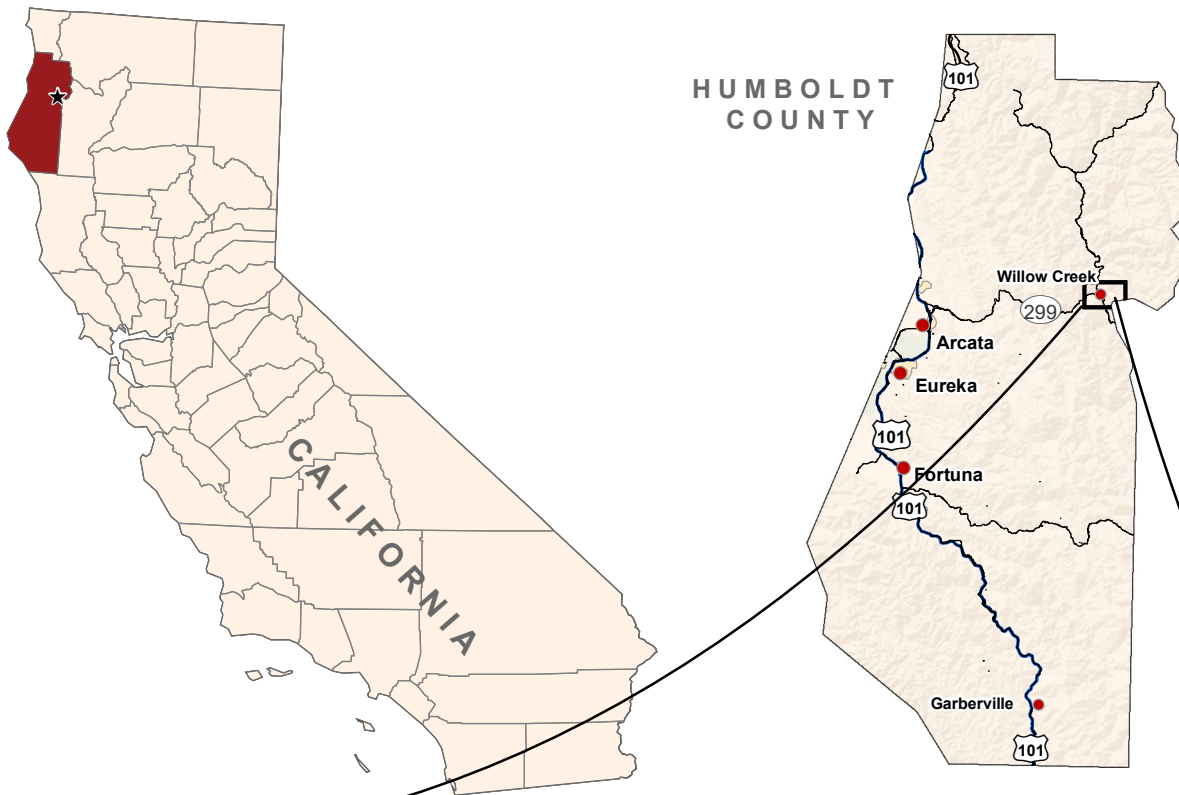 HUMBOLDT
COUNTY
101
Willow Creek
299
Arcata
Eureka
101
Fortuna
101
CALIFORNIA
Garberville
101